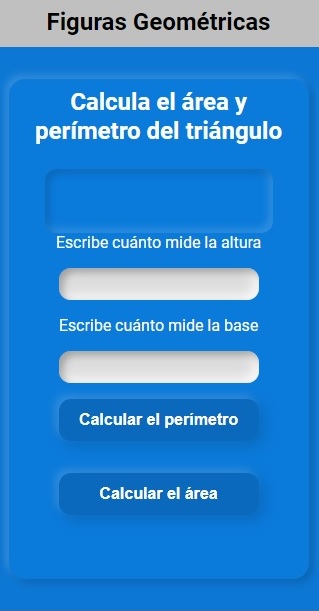 Figuras Geométricas
Calcula el área y
perímetro del triángulo
Escribe cuánto mide la altura
Escribe cuánto mide la base
Calcular el perímetro
Calcular el área